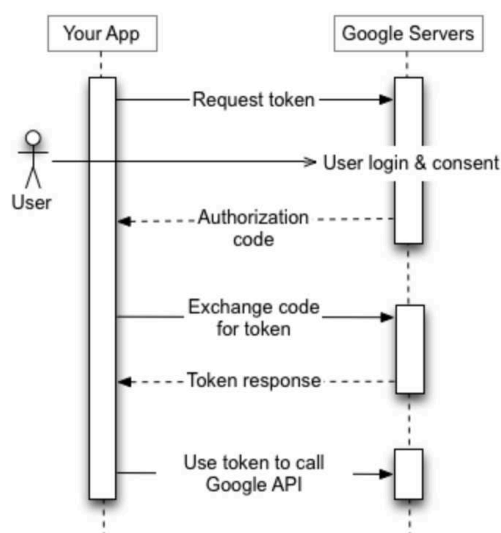 Your App
Google Servers
Request token
User login & consent
User
Authorization
code
Exchange code
for token
Token response
Use token to call
Google API